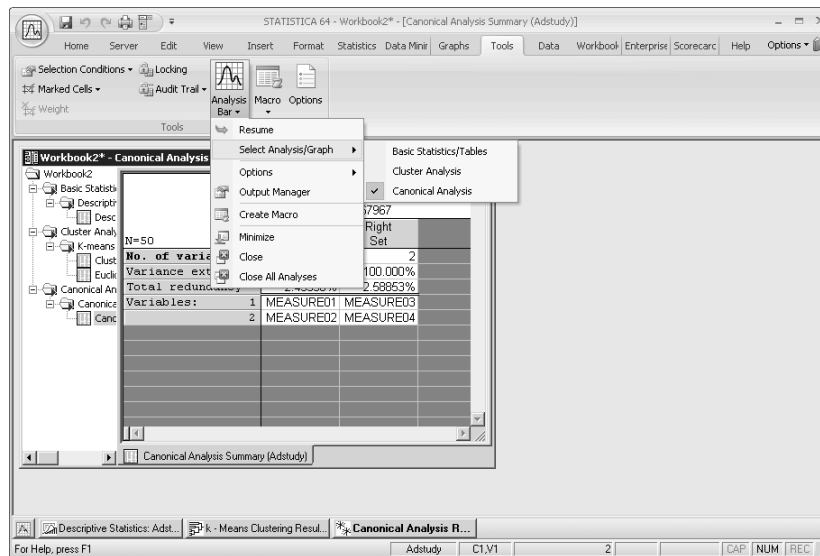 STATISTICA 64 - Workbook2* - [Canonical Analysis Summary (Adstudy)]
Home Server Edit View Insert Format Statistics Data Minir Graphs Tools Data Workbool Enterprise Scorecarc Help Options
Selection Conditions Locking
Marked Cells Audit Trail
Weight
Analysis Bar Macro Options
Tools
Resume
Select Analysis/Graph
Options
Output Manager
Create Macro
Minimize
Close
Close All Analyses
Basic Statistics/Tables
Cluster Analysis
Canonical Analysis
Workbook2* - Canonical Analysis
Workbook2
Basic Statisti
Descripti
Desc
Cluster Analy
K-means
Clust
Eucli
Canonical An
Canonica
Canc
67967
Right
N=50 Set
No. of varia 2
Variance ext 100.000%
Total redundancy 2.58853%
Variables: 1 MEASURE01 MEASURE03
2 MEASURE02 MEASURE04
Canonical Analysis Summary (Adstudy)
Descriptive Statistics: Adst... k - Means Clustering Resul... Canonical Analysis R...
For Help, press F1 Adstudy C1,V1 2 CAP NUM REC